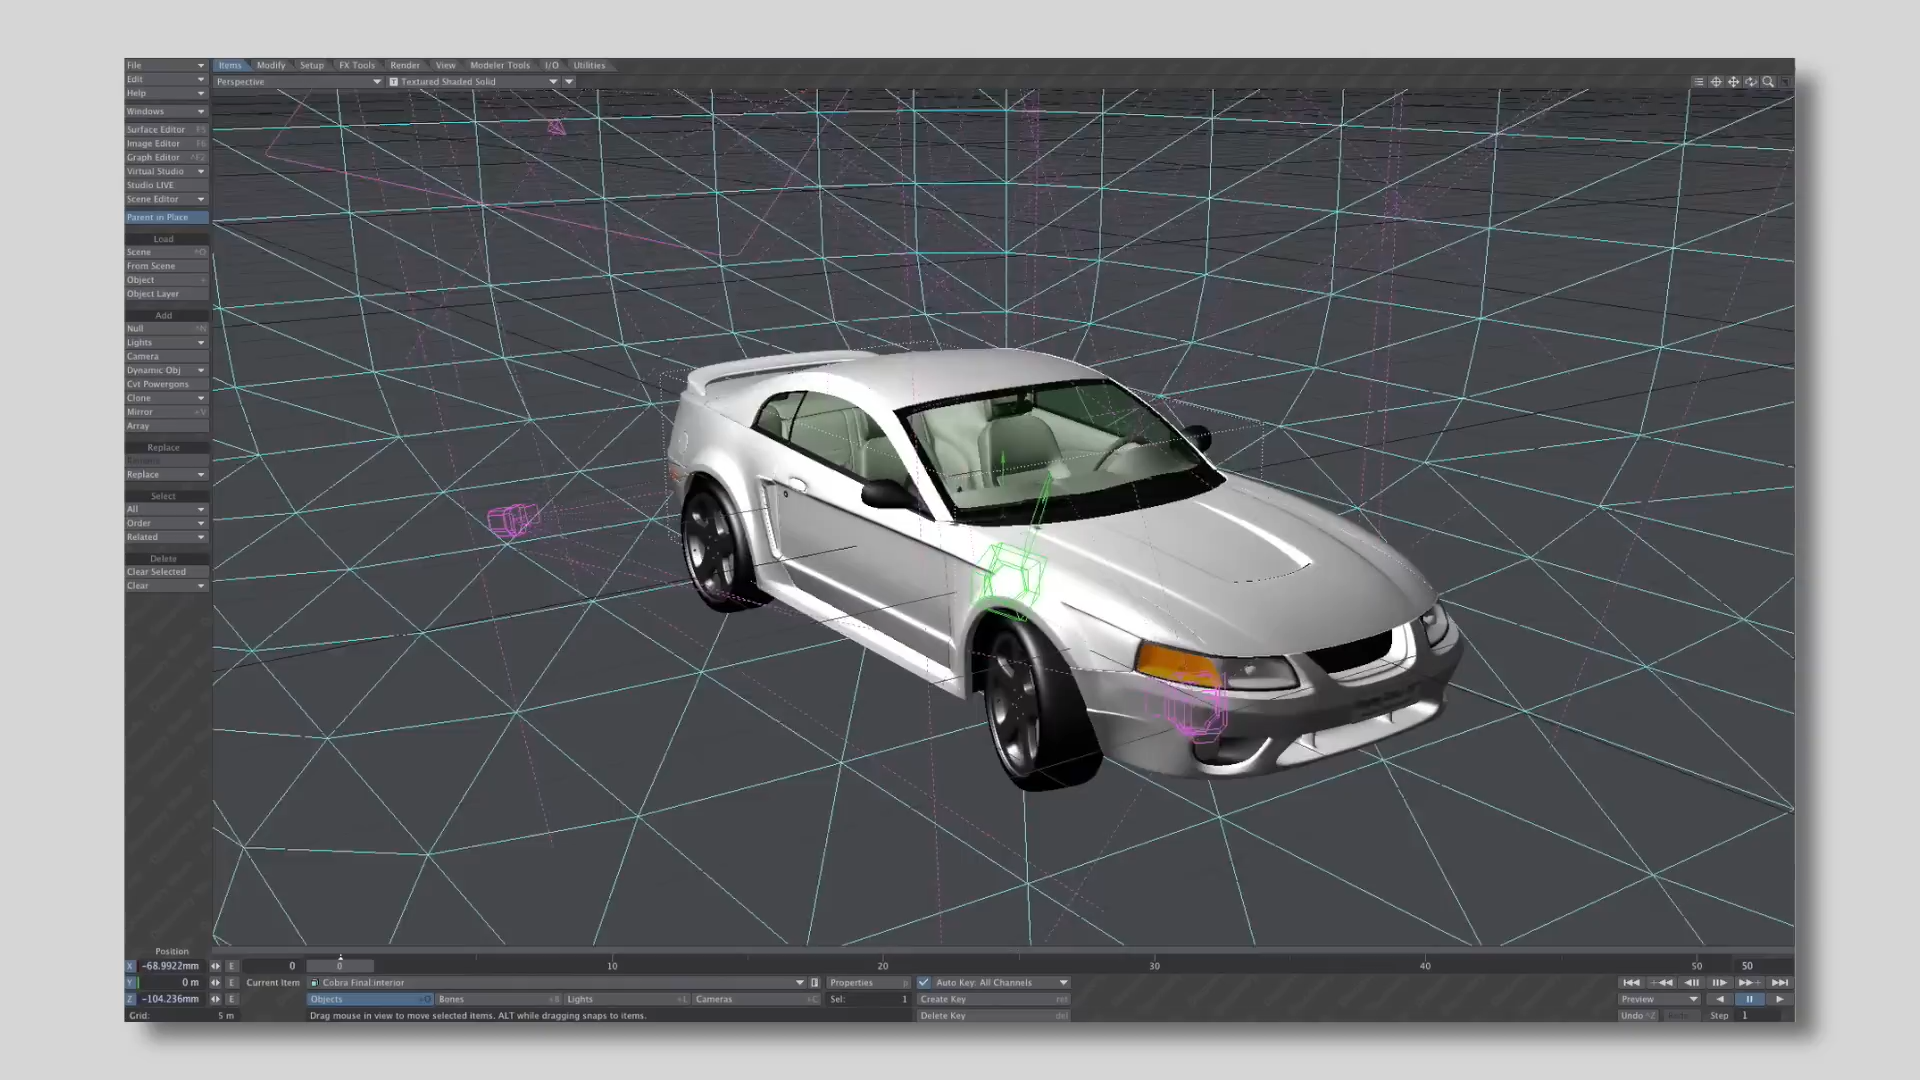 File
Edit
Help
Windows
Surface Editor F5
Image Editor F6
Graph Editor ^F2
Virtual Studio
Studio LIVE
Scene Editor
Parent in Place
Load
Scene ^O
From Scene
Object +
Object Layer
Add
Null ^N
Lights
Camera
Dynamic Obj
Cvt Powergons
Clone
Mirror ^V
Array
Replace
Replace
Select
All
Order
Related
Delete
Clear Selected
Clear
Items Modify Setup FX Tools Render View Modeler Tools I/O Utilities
Perspective T Textured Shaded Solid
Position
X -68.9922mm E
Y 0 m E
Z -104.236mm E
Grid: 5 m
0 0 10 20 30 40 50 50
Current Item Cobra Final:interior Properties p Auto Key: All Channels
Objects Bones Lights Cameras Sel: 1 Create Key ret Preview
Drag mouse in view to move selected items. ALT while dragging snaps to items. Delete Key del Undo ^Z Step 1